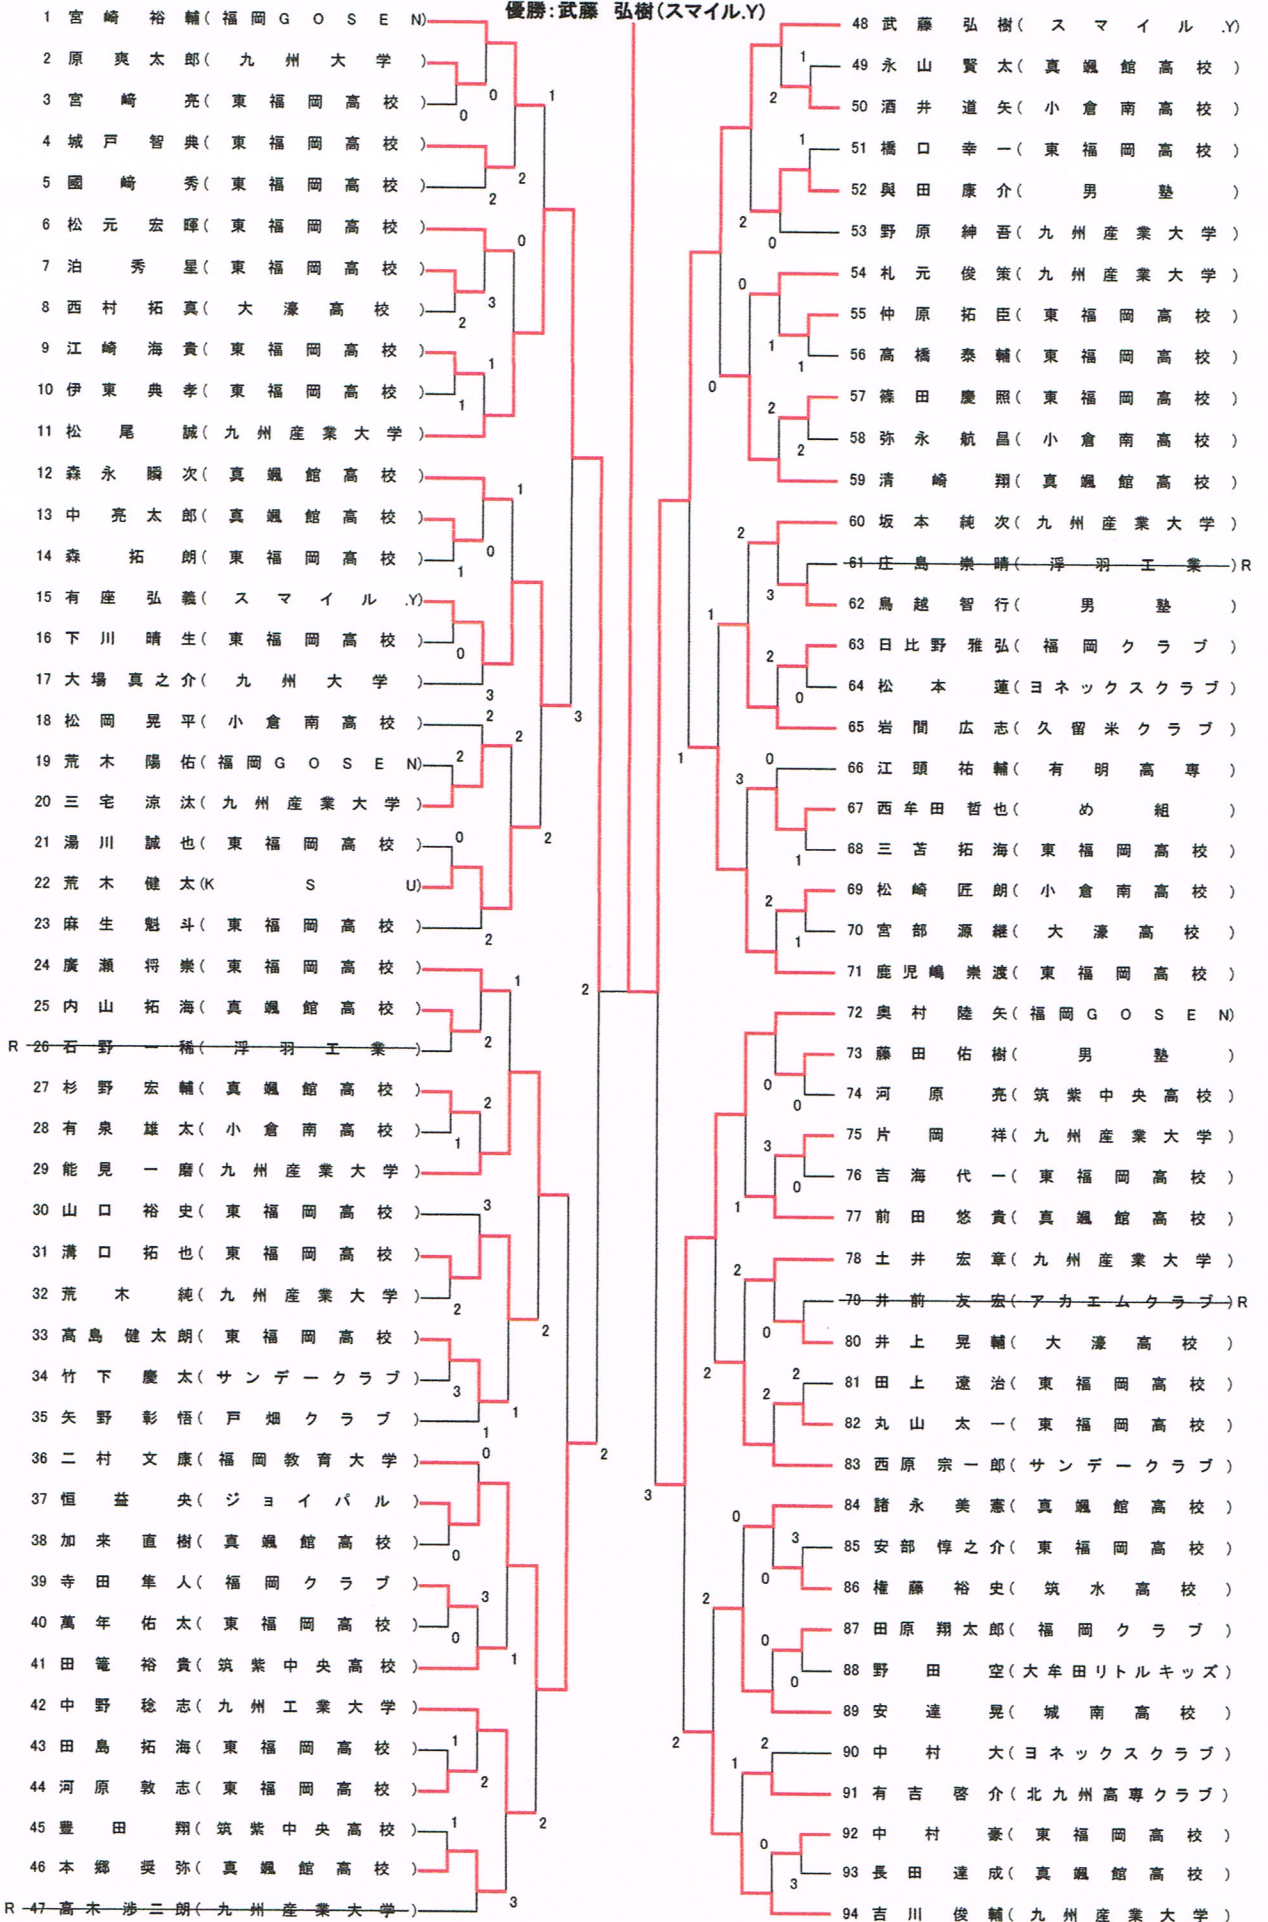 優勝:武藤 弘樹(スマイル.Y)
1 宮崎裕輔(福岡GOSEN)
2 原爽太郎(九州大学)
3 宮崎亮(東福岡高校)
4 城戸智典(東福岡高校)
5 國崎秀(東福岡高校)
6 松元宏暉(東福岡高校)
7 泊秀星(東福岡高校)
8 西村拓真(大濠高校)
9 江崎海貴(東福岡高校)
10 伊東典孝(東福岡高校)
11 松尾誠(九州産業大学)
12 森永瞬次(真颯館高校)
13 中亮太郎(真颯館高校)
14 森拓朗(東福岡高校)
15 有座弘義(スマイル.Y)
16 下川晴生(東福岡高校)
17 大場真之介(九州大学)
18 松岡晃平(小倉南高校)
19 荒木陽佑(福岡GOSEN)
20 三宅涼汰(九州産業大学)
21 湯川誠也(東福岡高校)
22 荒木健太(KSU)
23 麻生魁斗(東福岡高校)
24 廣瀬将崇(東福岡高校)
25 内山拓海(真颯館高校)
R 26 石野一稀(浮羽工業)
27 杉野宏輔(真颯館高校)
28 有泉雄太(小倉南高校)
29 能見一磨(九州産業大学)
30 山口裕史(東福岡高校)
31 溝口拓也(東福岡高校)
32 荒木純(九州産業大学)
33 高島健太朗(東福岡高校)
34 竹下慶太(サンデークラブ)
35 矢野彰悟(戸畑クラブ)
36 二村文康(福岡教育大学)
37 恒益央(ジョイパル)
38 加来直樹(真颯館高校)
39 寺田隼人(福岡クラブ)
40 萬年佑太(東福岡高校)
41 田篭裕貴(筑紫中央高校)
42 中野稔志(九州工業大学)
43 田島拓海(東福岡高校)
44 河原敦志(東福岡高校)
45 豊田翔(筑紫中央高校)
46 本郷奨弥(真颯館高校)
R 47 高木渉二朗(九州産業大学)
48 武藤弘樹(スマイル.Y)
49 永山賢太(真颯館高校)
50 酒井道矢(小倉南高校)
51 橋口幸一(東福岡高校)
52 與田康介(男塾)
53 野原紳吾(九州産業大学)
54 札元俊策(九州産業大学)
55 仲原拓臣(東福岡高校)
56 高橋泰輔(東福岡高校)
57 篠田慶照(東福岡高校)
58 弥永航昌(小倉南高校)
59 清崎翔(真颯館高校)
60 坂本純次(九州産業大学)
61 庄島崇晴(浮羽工業)R
62 鳥越智行(男塾)
63 日比野雅弘(福岡クラブ)
64 松本蓮(ヨネックスクラブ)
65 岩間広志(久留米クラブ)
66 江頭祐輔(有明高専)
67 西牟田哲也(め組)
68 三苫拓海(東福岡高校)
69 松崎匠朗(小倉南高校)
70 宮部源継(大濠高校)
71 鹿児嶋崇渡(東福岡高校)
72 奥村陸矢(福岡GOSEN)
73 藤田佑樹(男塾)
74 河原亮(筑紫中央高校)
75 片岡祥(九州産業大学)
76 吉海代一(東福岡高校)
77 前田悠貴(真颯館高校)
78 土井宏章(九州産業大学)
79 井前友宏(アカエムクラブ)R
80 井上晃輔(大濠高校)
81 田上遼治(東福岡高校)
82 丸山太一(東福岡高校)
83 西原宗一郎(サンデークラブ)
84 諸永美憲(真颯館高校)
85 安部惇之介(東福岡高校)
86 権藤裕史(筑水高校)
87 田原翔太郎(福岡クラブ)
88 野田空(大牟田リトルキッズ)
89 安達晃(城南高校)
90 中村大(ヨネックスクラブ)
91 有吉啓介(北九州高専クラブ)
92 中村豪(東福岡高校)
93 長田達成(真颯館高校)
94 吉川俊輔(九州産業大学)